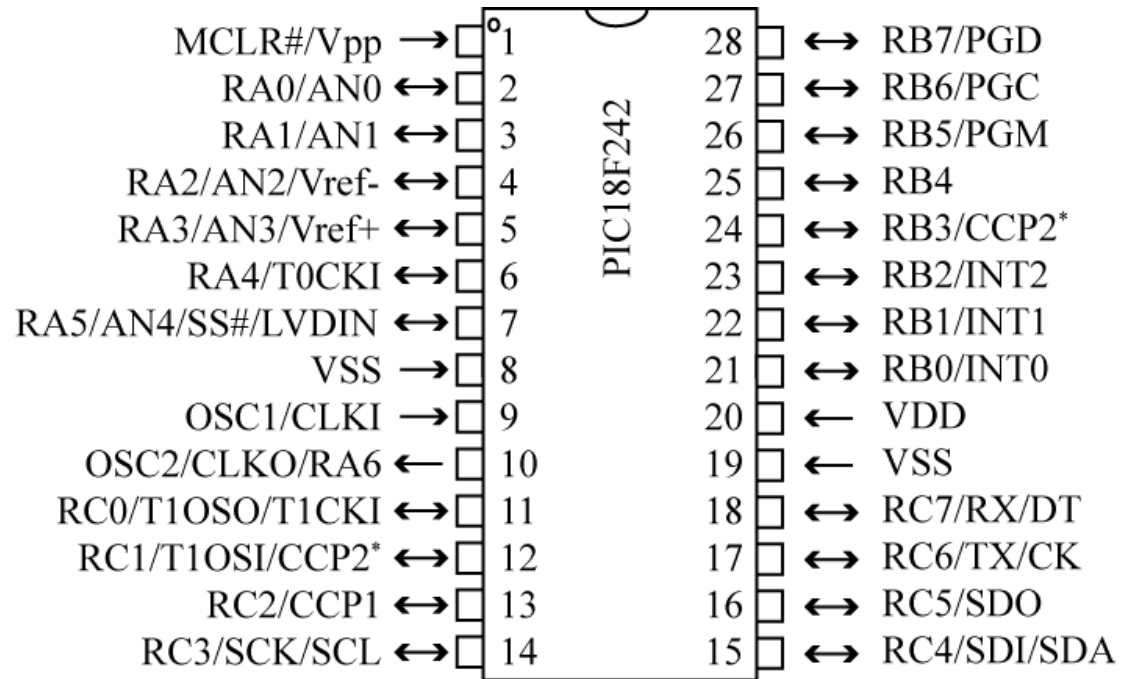 MCLR#/Vpp → 1 28 ↔ RB7/PGD
RA0/AN0 ↔ 2 27 ↔ RB6/PGC
RA1/AN1 ↔ 3 26 ↔ RB5/PGM
RA2/AN2/Vref- ↔ 4 25 ↔ RB4
RA3/AN3/Vref+ ↔ 5 24 ↔ RB3/CCP2*
RA4/T0CKI ↔ 6 23 ↔ RB2/INT2
RA5/AN4/SS#/LVDIN ↔ 7 22 ↔ RB1/INT1
VSS → 8 21 ↔ RB0/INT0
OSC1/CLKI → 9 20 ← VDD
OSC2/CLKO/RA6 ← 10 19 ← VSS
RC0/T1OSO/T1CKI ↔ 11 18 ↔ RC7/RX/DT
RC1/T1OSI/CCP2* ↔ 12 17 ↔ RC6/TX/CK
RC2/CCP1 ↔ 13 16 ↔ RC5/SDO
RC3/SCK/SCL ↔ 14 15 ↔ RC4/SDI/SDA
PIC18F242